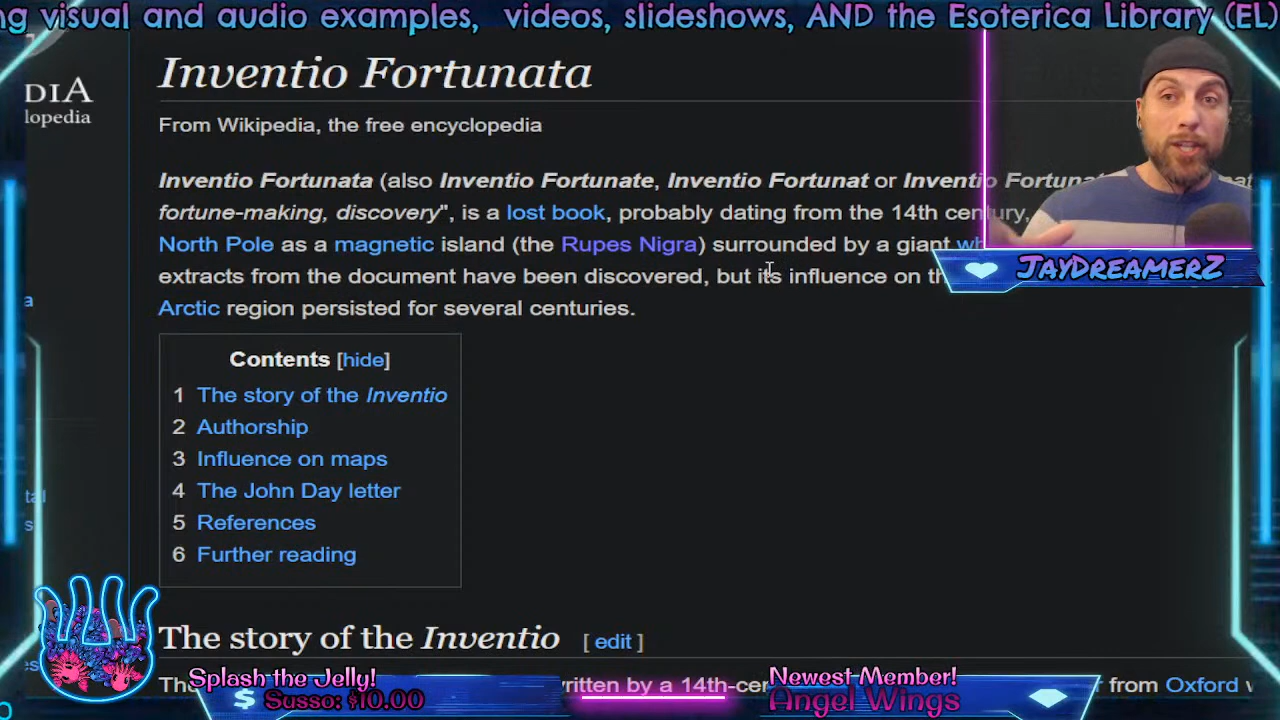 ng visual and audio examples, videos, slideshows, AND the Esoterica Library (EL)
DIA
lopedia
Inventio Fortunata
From Wikipedia, the free encyclopedia
Inventio Fortunata (also Inventio Fortunate, Inventio Fortunat or Inventio Fortunat
fortune-making, discovery", is a lost book, probably dating from the 14th century,
North Pole as a magnetic island (the Rupes Nigra) surrounded by a giant wh
extracts from the document have been discovered, but its influence on th
Arctic region persisted for several centuries.
JayDreamerZ
Contents [hide]
1 The story of the Inventio
2 Authorship
3 Influence on maps
4 The John Day letter
5 References
6 Further reading
The story of the Inventio [ edit ]
Th
ritten by a 14th-cen
r from Oxford w
Splash the Jelly!
$ Susso: $10.00
Newest Member!
Angel Wings